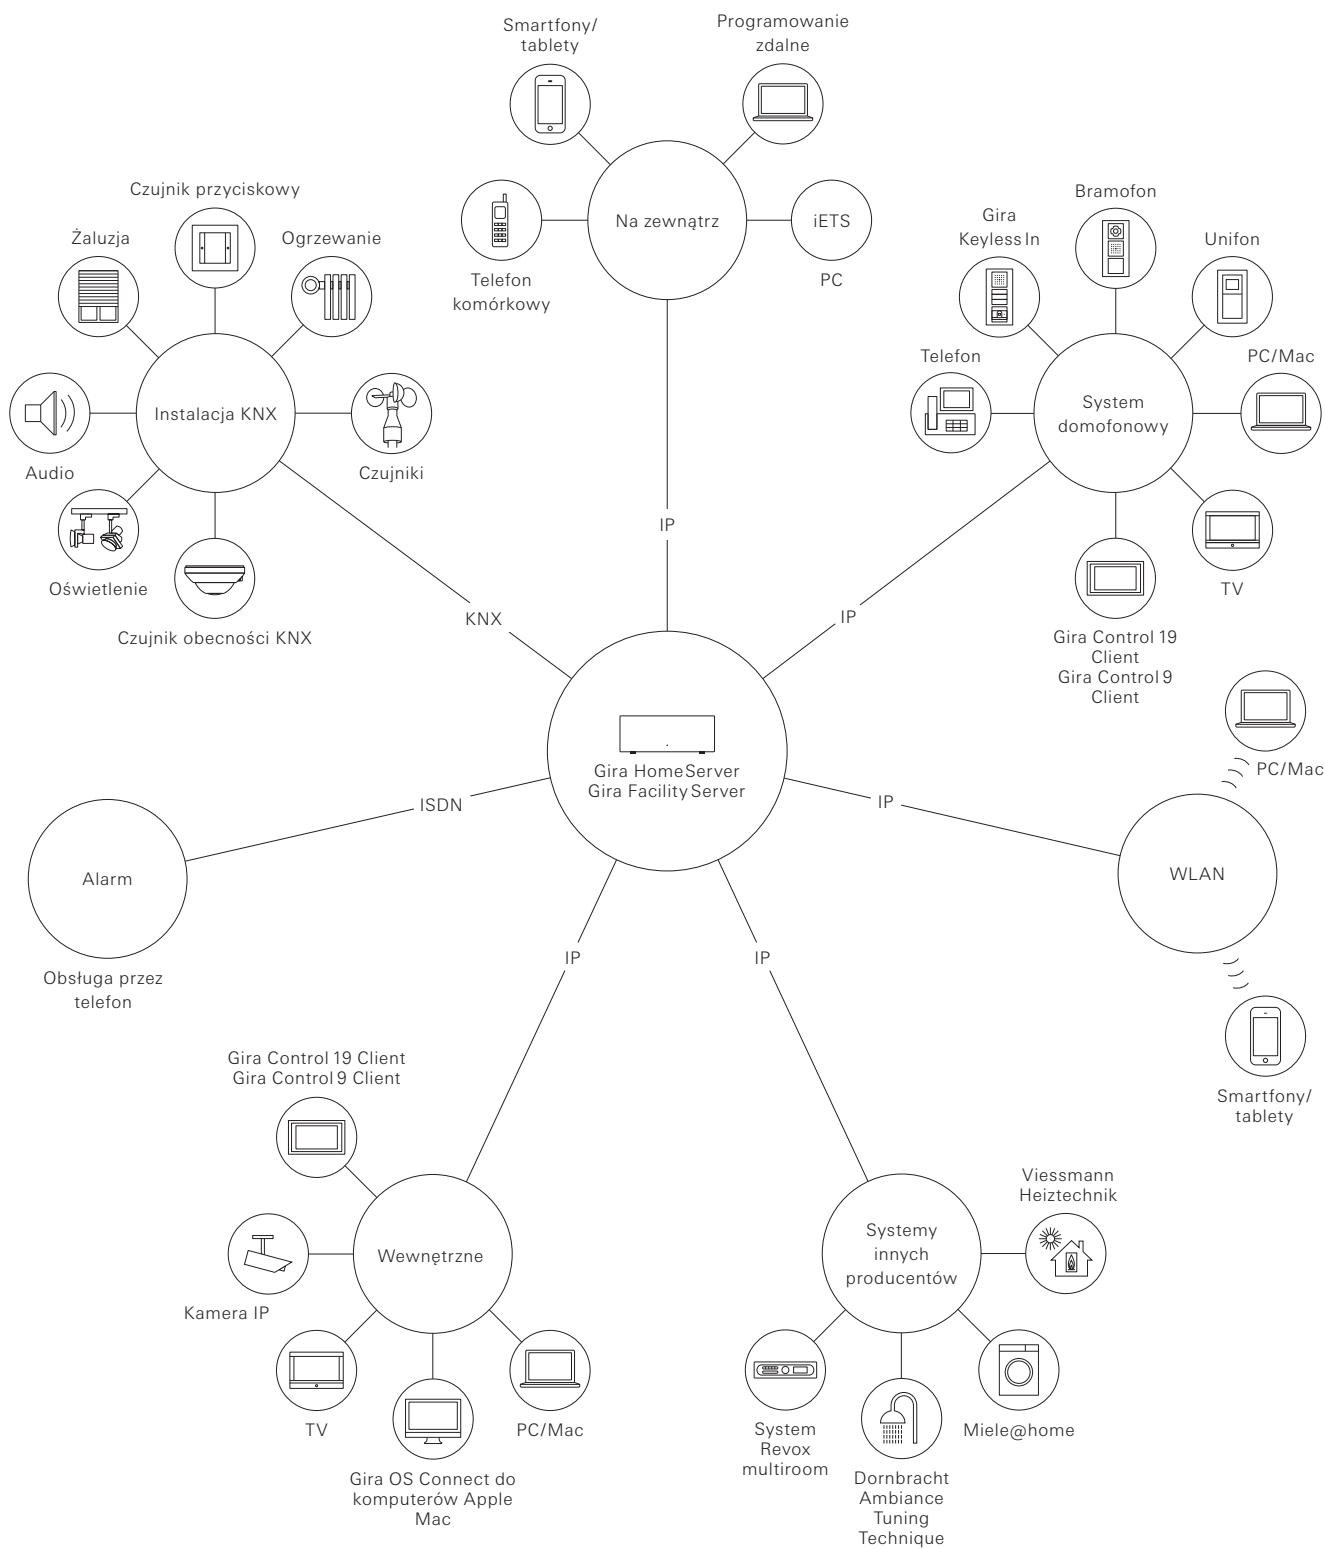 Smartfony/
tablety
Programowanie
zdalne
Telefon
komórkowy
Na zewnątrz
iETS
PC
Czujnik przyciskowy
Żaluzja
Ogrzewanie
Audio
Instalacja KNX
Czujniki
Oświetlenie
Czujnik obecności KNX
Bramofon
Gira
Keyless In
Unifon
Telefon
PC/Mac
System
domofonowy
TV
Gira Control 19
Client
Gira Control 9
Client
IP
KNX
IP
Gira HomeServer
Gira FacilityServer
ISDN
IP
PC/Mac
WLAN
Smartfony/
tablety
Alarm
Obsługa przez
telefon
IP
IP
Gira Control 19 Client
Gira Control 9 Client
Wewnętrzne
Kamera IP
TV
Gira OS Connect do
komputerów Apple
Mac
PC/Mac
Systemy
innych
producentów
Viessmann
Heiztechnik
System
Revox
multiroom
Dornbracht
Ambiance
Tuning
Technique
Miele@home